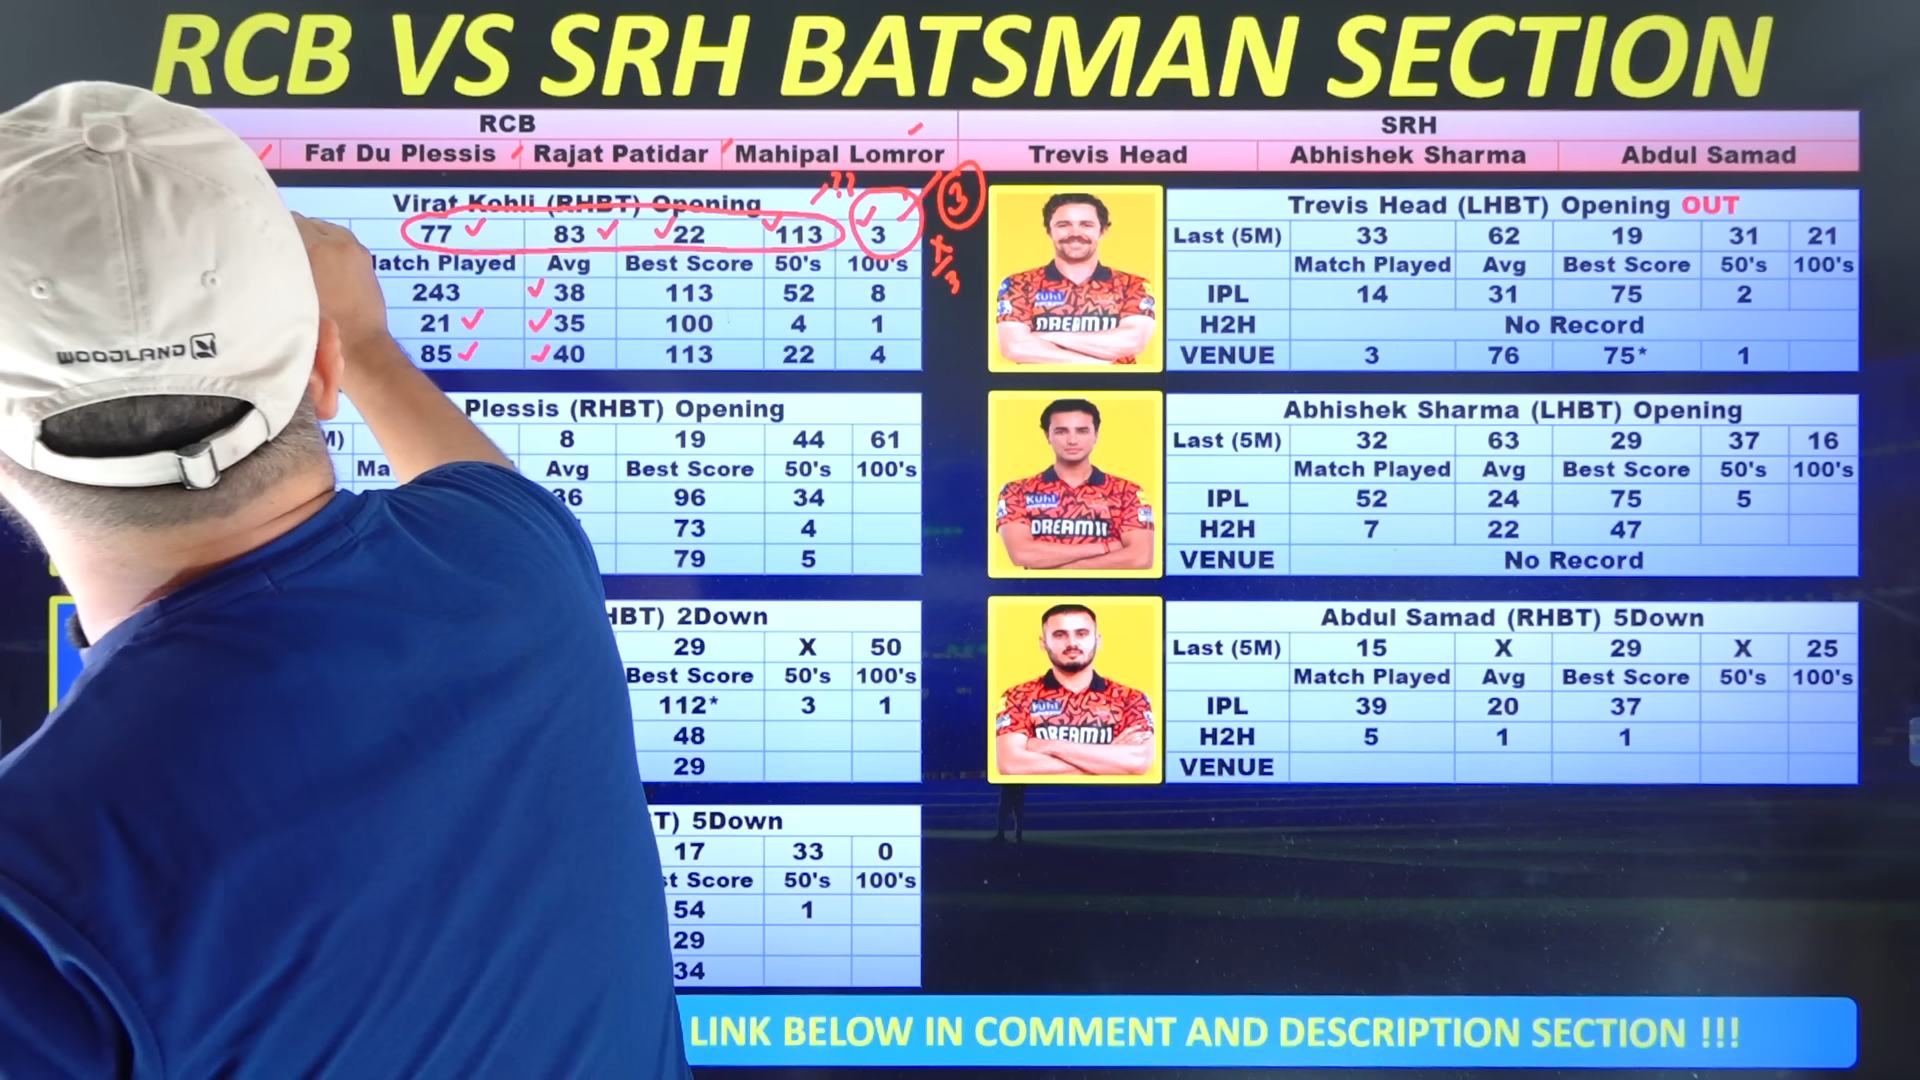 RCB VS SRH BATSMAN SECTION
RCB
Faf Du Plessis Rajat Patidar Mahipal Lomror
Virat Kohli (RHBT) Opening
77 83 22 113 3
Match Played Avg Best Score 50's 100's
243 38 113 52 8
21 35 100 4 1
85 40 113 22 4
3
Plessis (RHBT) Opening
8 19 44 61
Avg Best Score 50's 100's
36 96 34
73 4
79 5
2Down
29 X 50
Best Score 50's 100's
112* 3 1
48
29
5Down
17 33 0
Score 50's 100's
54 1
29
34
SRH
Trevis Head Abhishek Sharma Abdul Samad
Trevis Head (LHBT) Opening OUT
Last (5M) 33 62 19 31 21
Match Played Avg Best Score 50's 100's
IPL 14 31 75 2
H2H No Record
VENUE 3 76 75* 1
Abhishek Sharma (LHBT) Opening
Last (5M) 32 63 29 37 16
Match Played Avg Best Score 50's 100's
IPL 52 24 75 5
H2H 7 22 47
VENUE No Record
Abdul Samad (RHBT) 5Down
Last (5M) 15 X 29 X 25
Match Played Avg Best Score 50's 100's
IPL 39 20 37
H2H 5 1 1
VENUE
kuhl
DREAM11
Kuhl
DREAM11
kuhl
DREAM11
WOODLAND
LINK BELOW IN COMMENT AND DESCRIPTION SECTION !!!